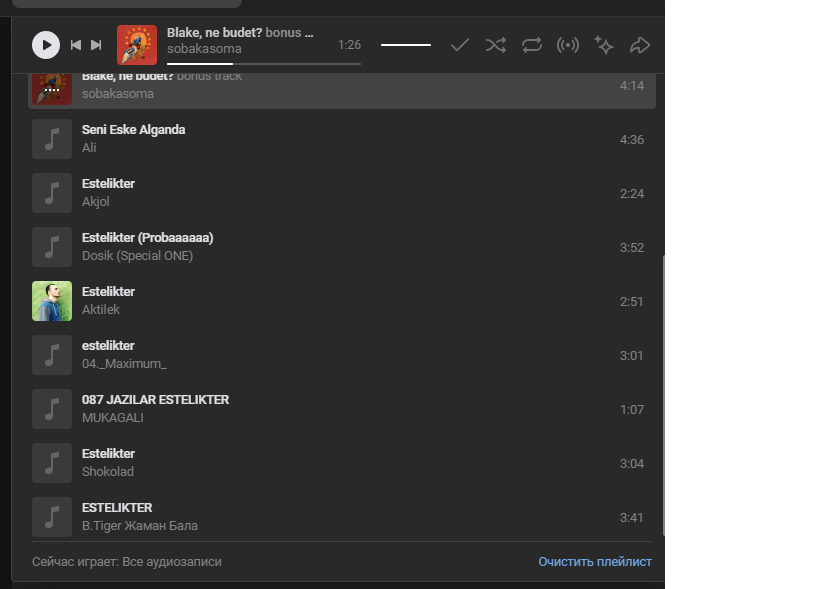 Blake, ne budet? bonus ...
sobakasoma
1:26
Blake, ne budet? bonus track
sobakasoma
4:14
Seni Eske Alganda
Ali
4:36
Estelikter
Akjol
2:24
Estelikter (Probaaaaaa)
Dosik (Special ONE)
3:52
Estelikter
Aktilek
2:51
estelikter
04._Maximum_
3:01
087 JAZILAR ESTELIKTER
MUKAGALI
1:07
Estelikter
Shokolad
3:04
ESTELIKTER
B.Tiger Жаман Бала
3:41
Сейчас играет: Все аудиозаписи
Очистить плейлист